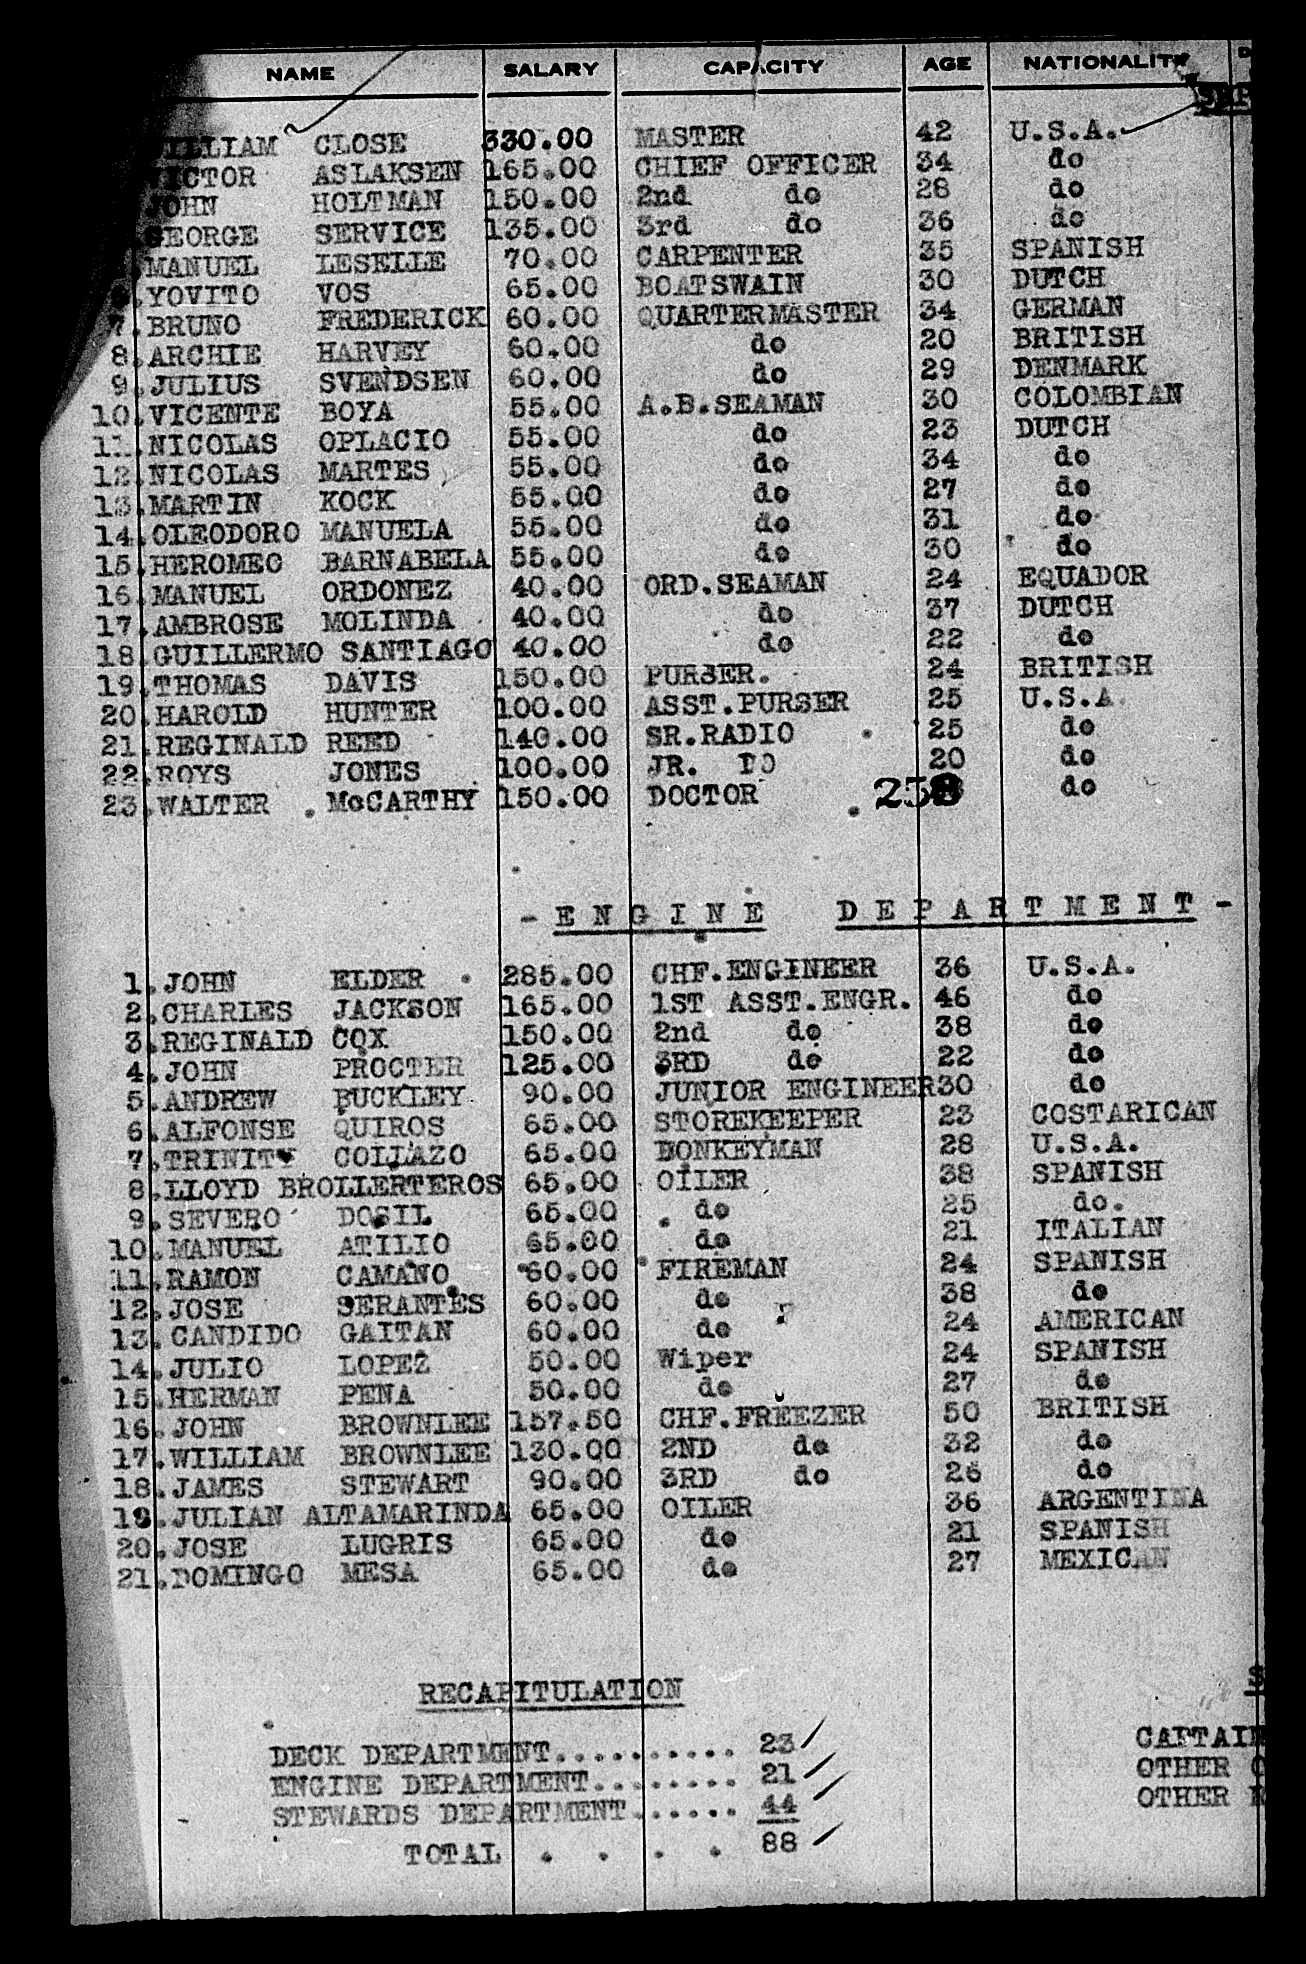 NAME SALARY CAPACITY AGE NATIONALITY
WILLIAM CLOSE 330.00 MASTER 42 U.S.A.
VICTOR ASLAKSEN 165.00 CHIEF OFFICER 34 do
JOHN HOLTMAN 150.00 2nd do 28 do
GEORGE SERVICE 135.00 3rd do 36 do
MANUEL LESELLE 70.00 CARPENTER 35 SPANISH
YOVITO VOS 65.00 BOATSWAIN 30 DUTCH
7. BRUNO FREDERICK 60.00 QUARTERMASTER 34 GERMAN
8. ARCHIE HARVEY 60.00 do 20 BRITISH
9. JULIUS SVENDSEN 60.00 do 29 DENMARK
10. VICENTE BOYA 55.00 A.B.SEAMAN 30 COLOMBIAN
11. NICOLAS OPLACIO 55.00 do 23 DUTCH
12. NICOLAS MARTES 55.00 do 34 do
13. MARTIN KOCK 55.00 do 27 do
14. OLEODORO MANUELA 55.00 do 31 do
15. HEROMEO BARNABELA 55.00 do 30 do
16. MANUEL ORDONEZ 40.00 ORD.SEAMAN 24 EQUADOR
17. AMBROSE MOLINDA 40.00 do 37 DUTCH
18. GUILLERMO SANTIAGO 40.00 do 22 do
19. THOMAS DAVIS 150.00 PURSER. 24 BRITISH
20. HAROLD HUNTER 100.00 ASST.PURSER 25 U.S.A.
21. REGINALD REED 140.00 SR.RADIO 25 do
22. ROYS JONES 100.00 JR. DO 20 do
23. WALTER McCARTHY 150.00 DOCTOR do
- ENGINE DEPARTMENT -
1. JOHN ELDER 285.00 CHF.ENGINEER 36 U.S.A.
2. CHARLES JACKSON 165.00 1ST ASST.ENGR. 46 do
3. REGINALD COX 150.00 2nd do 38 do
4. JOHN PROCTER 125.00 3RD do 22 do
5. ANDREW BUCKLEY 90.00 JUNIOR ENGINEER 30 do
6. ALFONSE QUIROS 65.00 STOREKEEPER 23 COSTARICAN
7. TRINITY COLLAZO 65.00 DONKEYMAN 28 U.S.A.
8. LLOYD BROLLERTEROS 65.00 OILER 38 SPANISH
9. SEVERO DOSIL 65.00 do 25 do.
10. MANUEL ATILIO 65.00 do 21 ITALIAN
11. RAMON CAMANO 60.00 FIREMAN 24 SPANISH
12. JOSE SERANTES 60.00 do 38 do
13. CANDIDO GAITAN 60.00 do 24 AMERICAN
14. JULIO LOPEZ 50.00 Wiper 24 SPANISH
15. HERMAN PENA 50.00 do 27 do
16. JOHN BROWNLEE 157.50 CHF.FREEZER 50 BRITISH
17. WILLIAM BROWNLEE 130.00 2ND do 32 do
18. JAMES STEWART 90.00 3RD do 26 do
19. JULIAN ALTAMARINDA 65.00 OILER 36 ARGENTINA
20. JOSE LUGRIS 65.00 do 21 SPANISH
21. DOMINGO MESA 65.00 do 27 MEXICAN
RECAPITULATION
DECK DEPARTMENT.......... 23 CAPTAIN
ENGINE DEPARTMENT........ 21 OTHER
STEWARDS DEPARTMENT...... 44 OTHER
TOTAL . . . . 88